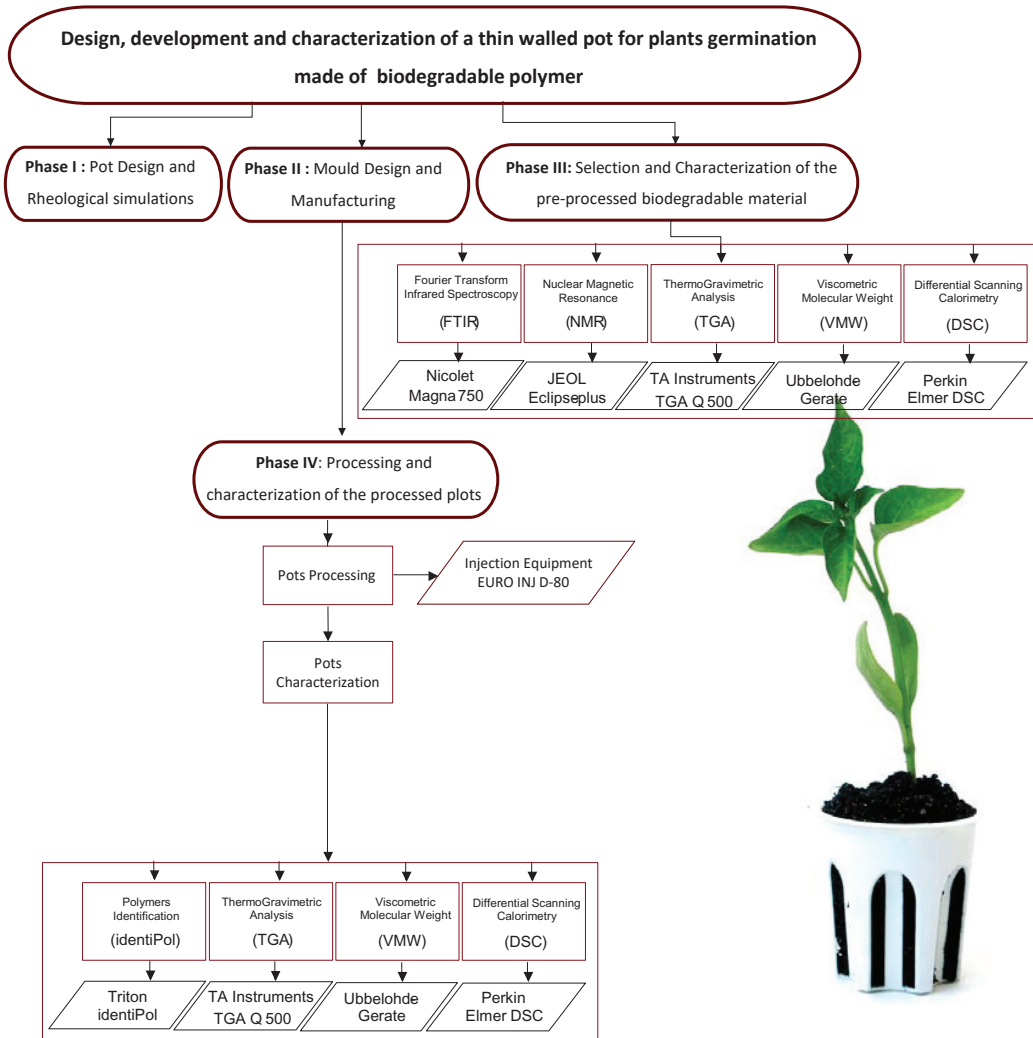 Design, development and characterization of a thin walled pot for plants germination
made of biodegradable polymer
Phase I : Pot Design and
Rheological simulations
Phase II : Mould Design and
Manufacturing
Phase III: Selection and Characterization of the
pre-processed biodegradable material
Fourier Transform
Infrared Spectroscopy
(FTIR)
Nuclear Magnetic
Resonance
(NMR)
ThermoGravimetric
Analysis
(TGA)
Viscometric
Molecular Weight
(VMW)
Differential Scanning
Calorimetry
(DSC)
Nicolet
Magna 750
JEOL
Eclipseplus
TA Instruments
TGA Q 500
Ubbelohde
Gerate
Perkin
Elmer DSC
Phase IV: Processing and
characterization of the processed plots
Pots Processing
Injection Equipment
EURO INJ D-80
Pots
Characterization
Polymers
Identification
(identiPol)
ThermoGravimetric
Analysis
(TGA)
Viscometric
Molecular Weight
(VMW)
Differential Scanning
Calorimetry
(DSC)
Triton
identiPol
TA Instruments
TGA Q 500
Ubbelohde
Gerate
Perkin
Elmer DSC